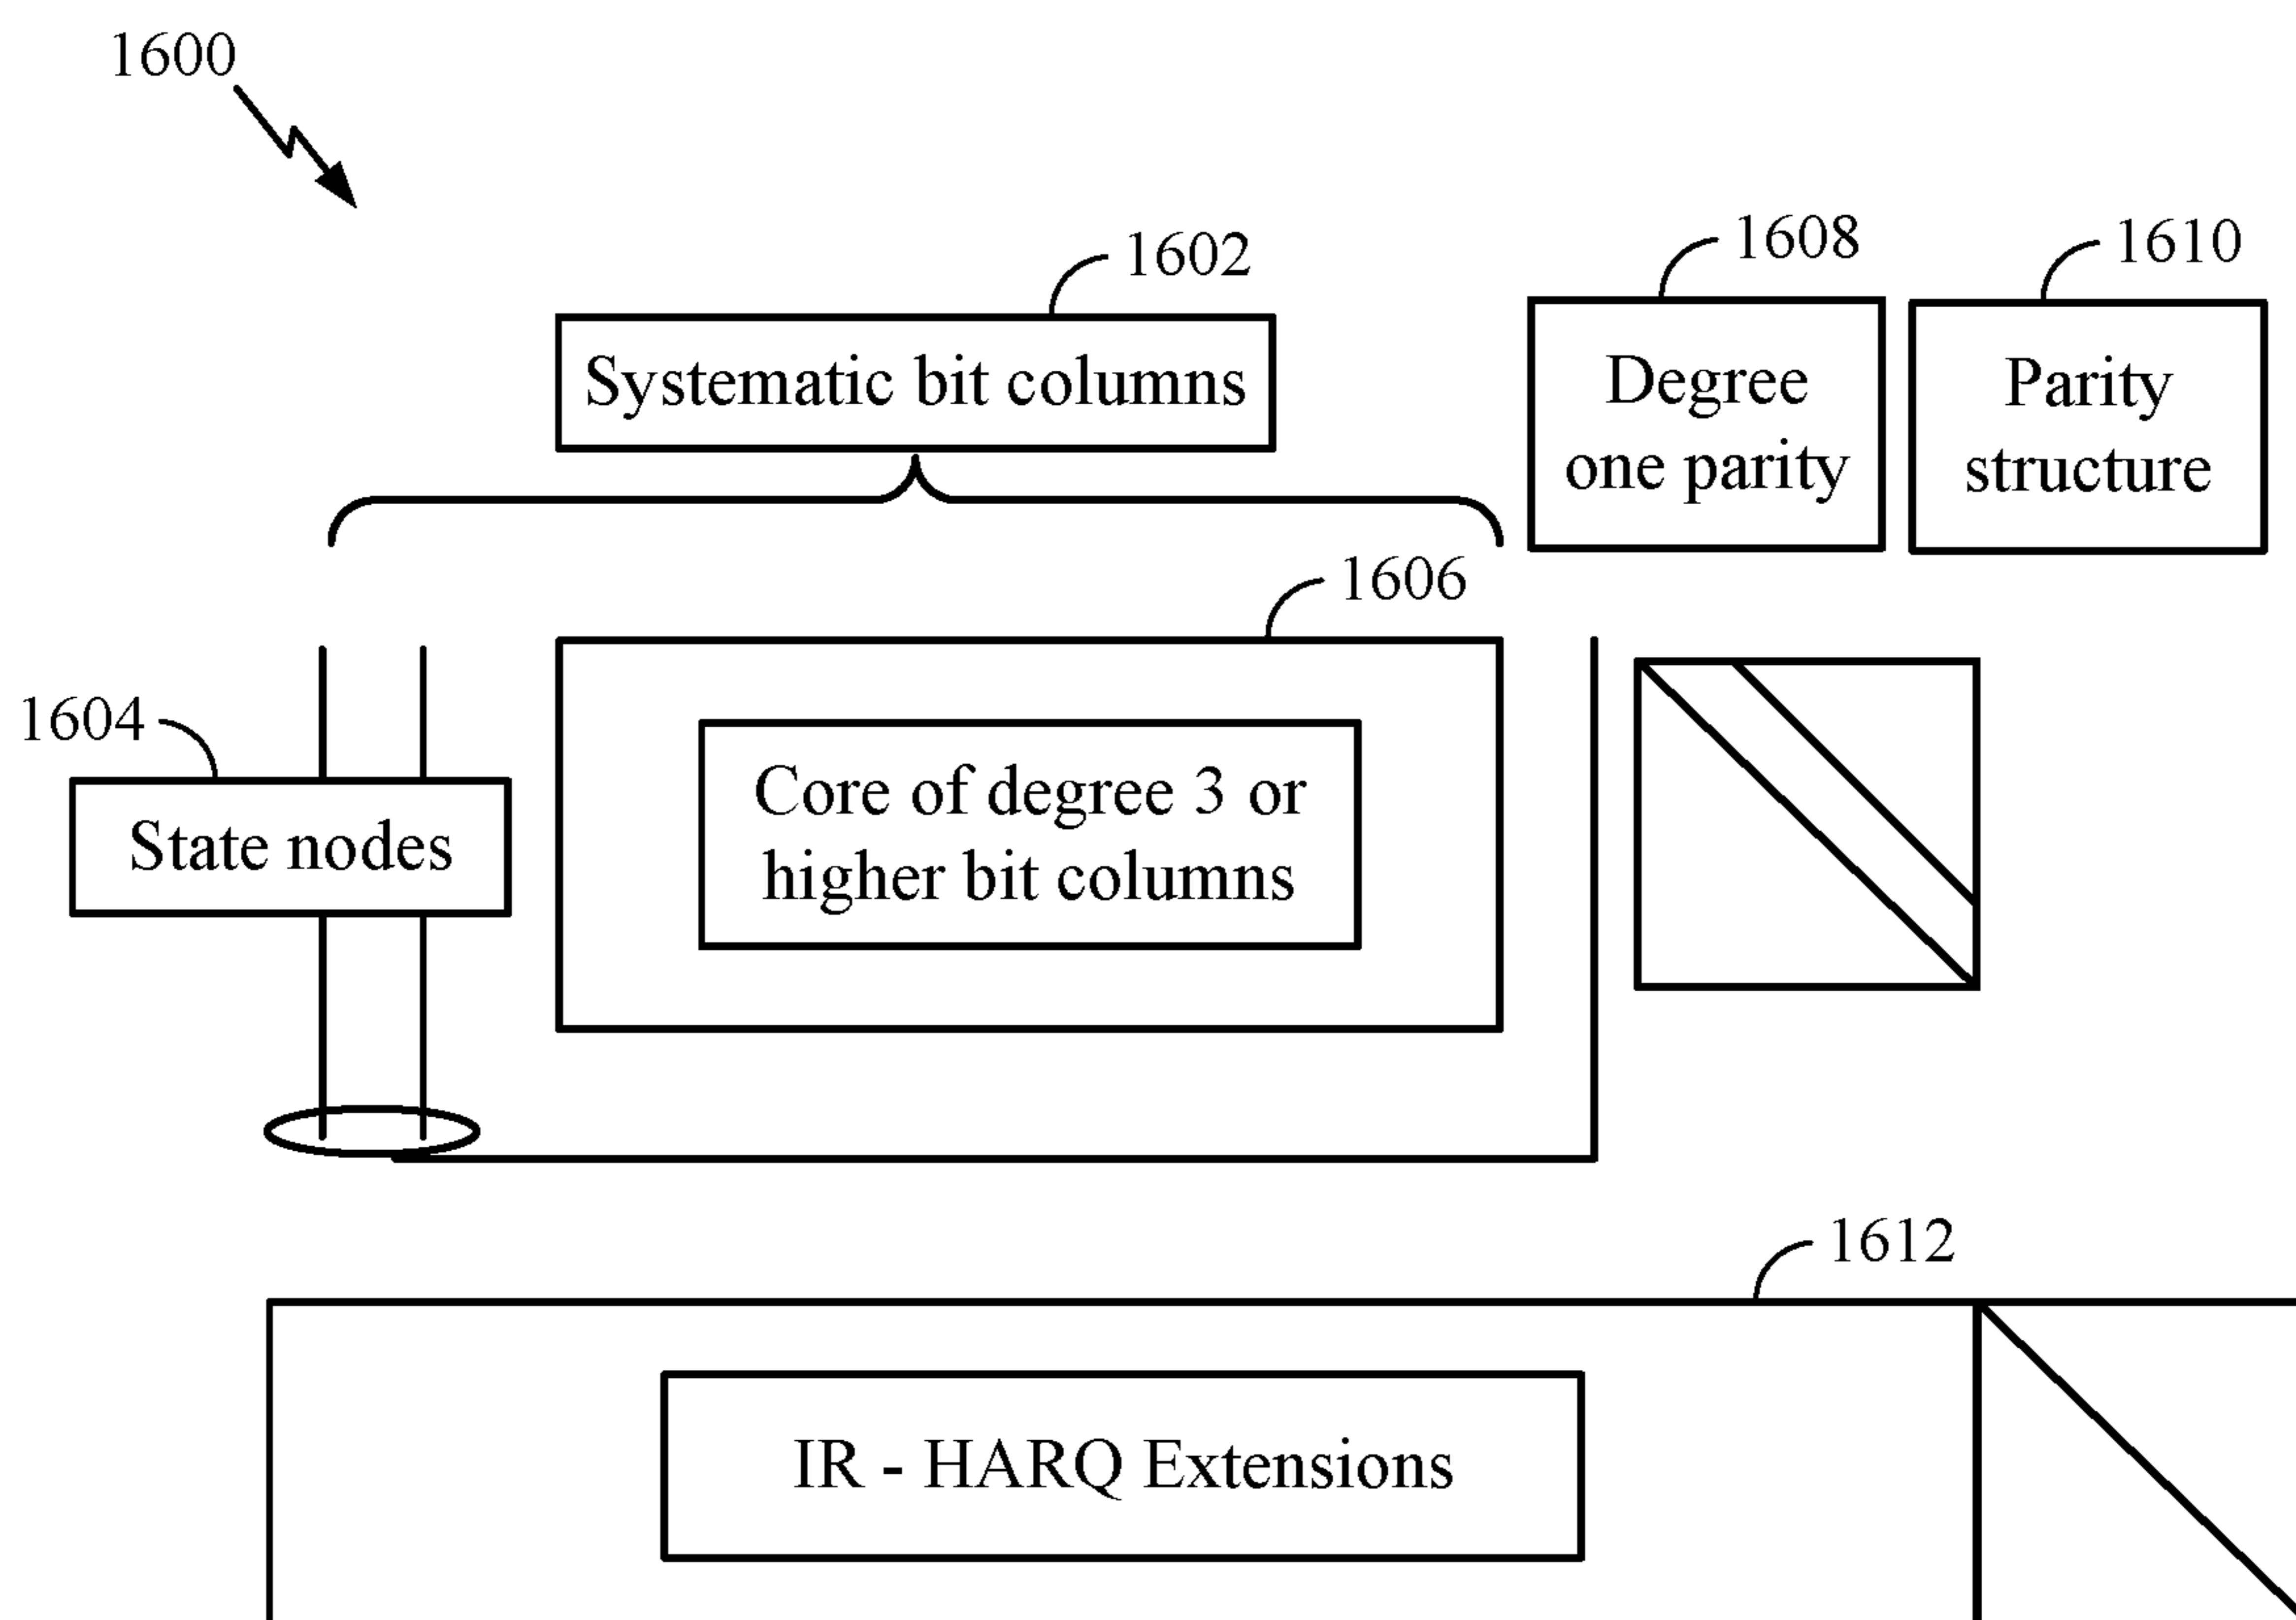 1600
1602
1608
1610
Systematic bit columns
Degree
one parity
Parity
structure
1606
1604
State nodes
Core of degree 3 or
higher bit columns
1612
IR - HARQ Extensions